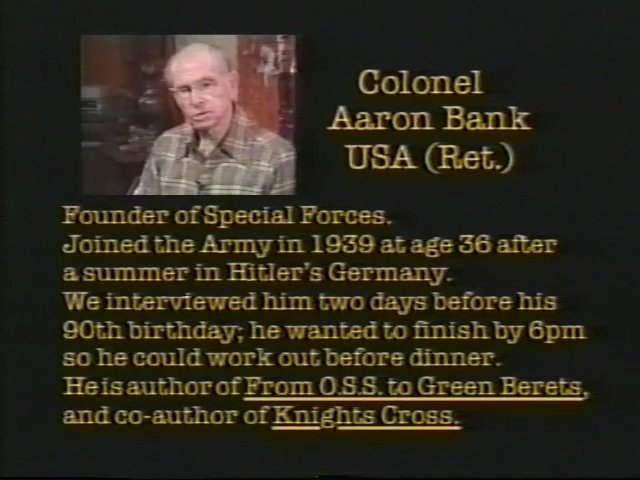 Colonel
Aaron Bank
USA (Ret.)
Founder of Special Forces.
Joined the Army in 1939 at age 36 after
a summer in Hitler's Germany.
We interviewed him two days before his
90th birthday; he wanted to finish by 6pm
so he could work out before dinner.
He is author of From O.S.S. to Green Berets,
and co-author of Knights Cross.